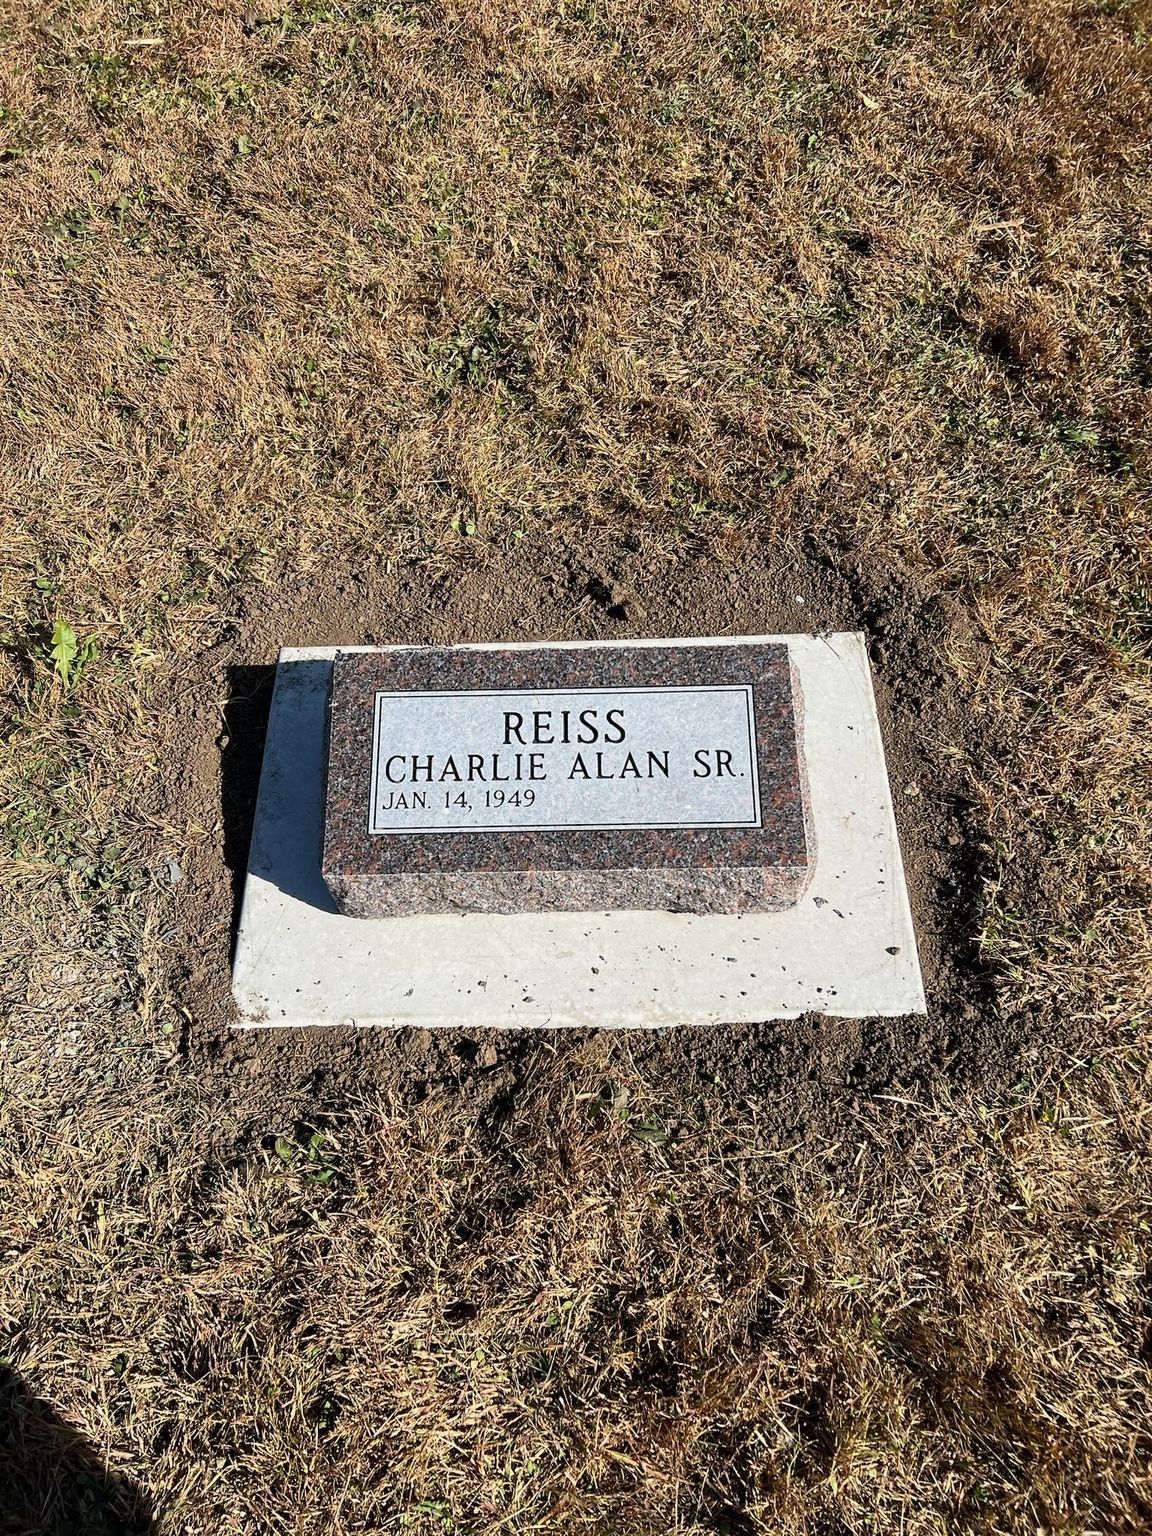 REISS
CHARLIE ALAN SR.
JAN. 14, 1949